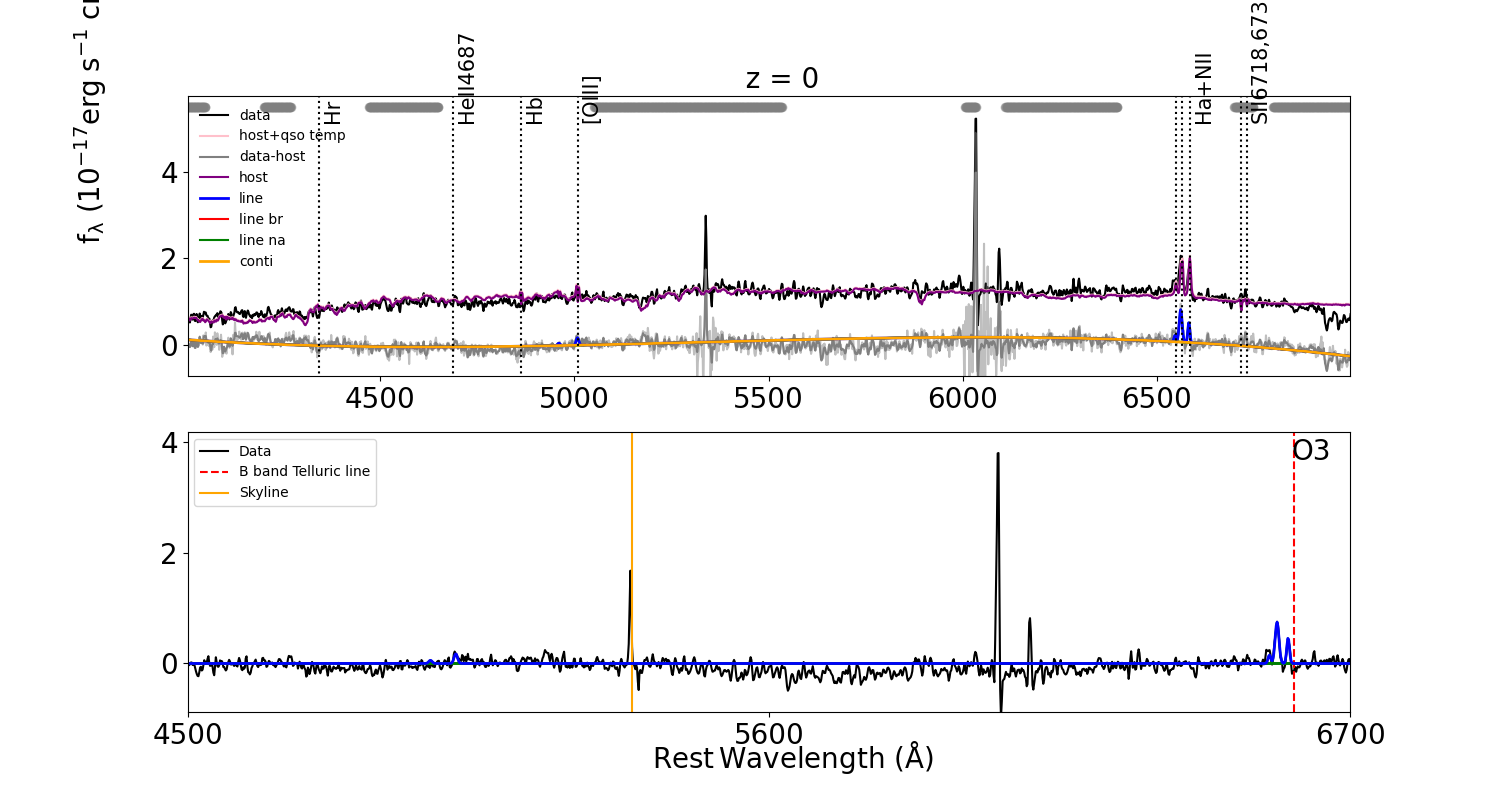 z = 0
f_λ (10^−17 erg s^−1 c
Hr
HeII4687
Hb
[OIII]
Ha+NII
SII6718,673
data
host+qso temp
data-host
host
line
line br
line na
conti
4
2
0
4500
5000
5500
6000
6500
Data
B band Telluric line
Skyline
O3
4
2
0
4500
5600
6700
Rest Wavelength (Å)